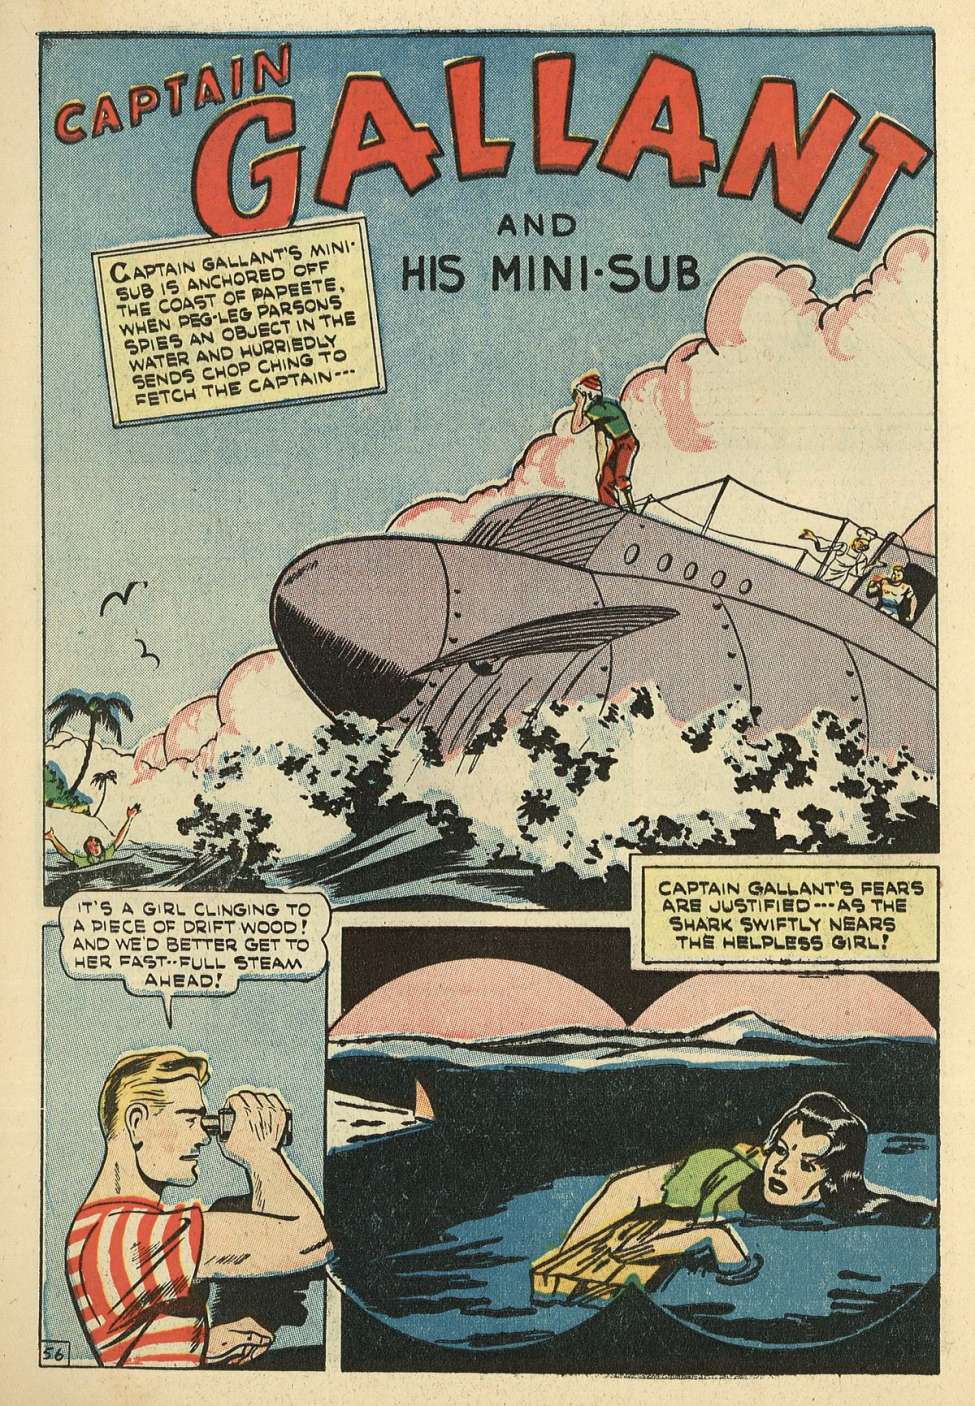 CAPTAIN
GALLANT
AND
HIS MINI-SUB
CAPTAIN GALLANT'S MINI-
SUB IS ANCHORED OFF
THE COAST OF PAPEETE,
WHEN PEG-LEG PARSONS
SPIES AN OBJECT IN THE
WATER AND HURRIEDLY
SENDS CHOP CHING TO
FETCH THE CAPTAIN---
IT'S A GIRL CLINGING TO
A PIECE OF DRIFT WOOD!
AND WE'D BETTER GET TO
HER FAST--FULL STEAM
AHEAD!
CAPTAIN GALLANT'S FEARS
ARE JUSTIFIED---AS THE
SHARK SWIFTLY NEARS
THE HELPLESS GIRL!
56